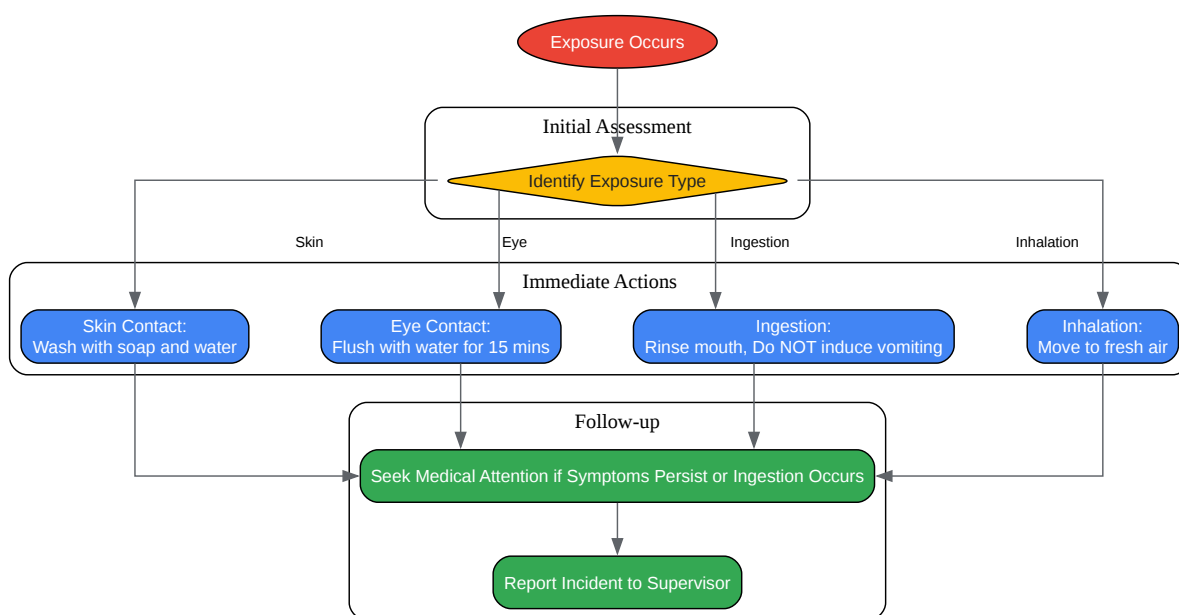 Exposure Occurs
Initial Assessment
Identify Exposure Type
Skin
Eye
Ingestion
Inhalation
Immediate Actions
Skin Contact:
Wash with soap and water
Eye Contact:
Flush with water for 15 mins
Ingestion:
Rinse mouth, Do NOT induce vomiting
Inhalation:
Move to fresh air
Follow-up
Seek Medical Attention if Symptoms Persist or Ingestion Occurs
Report Incident to Supervisor